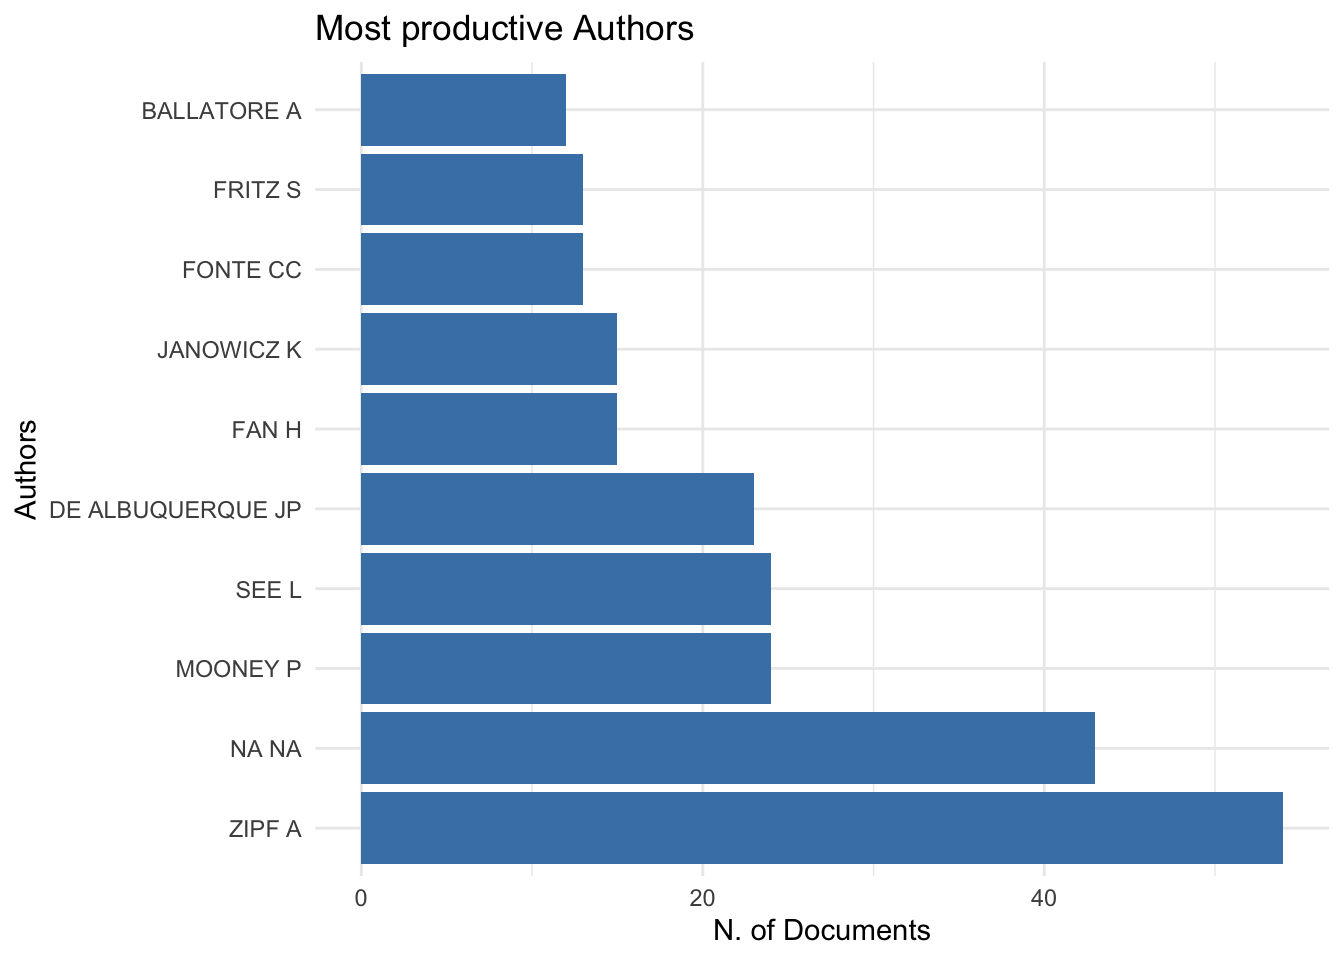 Most productive Authors
BALLATORE A
FRITZ S
FONTE CC
JANOWICZ K
FAN H
DE ALBUQUERQUE JP
SEE L
MOONEY P
NA NA
ZIPF A
Authors
0 20 40
N. of Documents